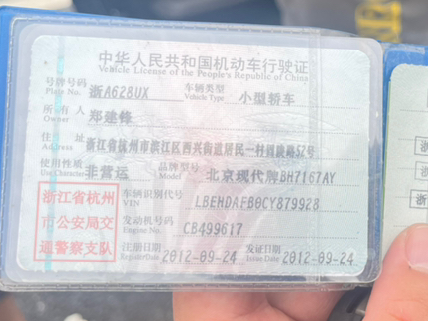 中华人民共和国机动车行驶证
Vehicle License of the People's Republic of China
号牌号码 浙A628UX 车辆类型 小型轿车
Plate No. Vehicle Type
所有人 郑建锋
Owner
住址 浙江省杭州市滨江区西兴街道居民一村阔陵路57号
Address
使用性质 非营运 品牌型号 北京现代牌BH7167AY
Use Character Model
浙江省杭州
市公安局交
通警察支队
车辆识别代号 LBEHDAFB0CY879928
VIN
发动机号码 CB499617
Engine No.
注册日期 2012-09-24 发证日期 2012-09-24
Register Date Issue Date